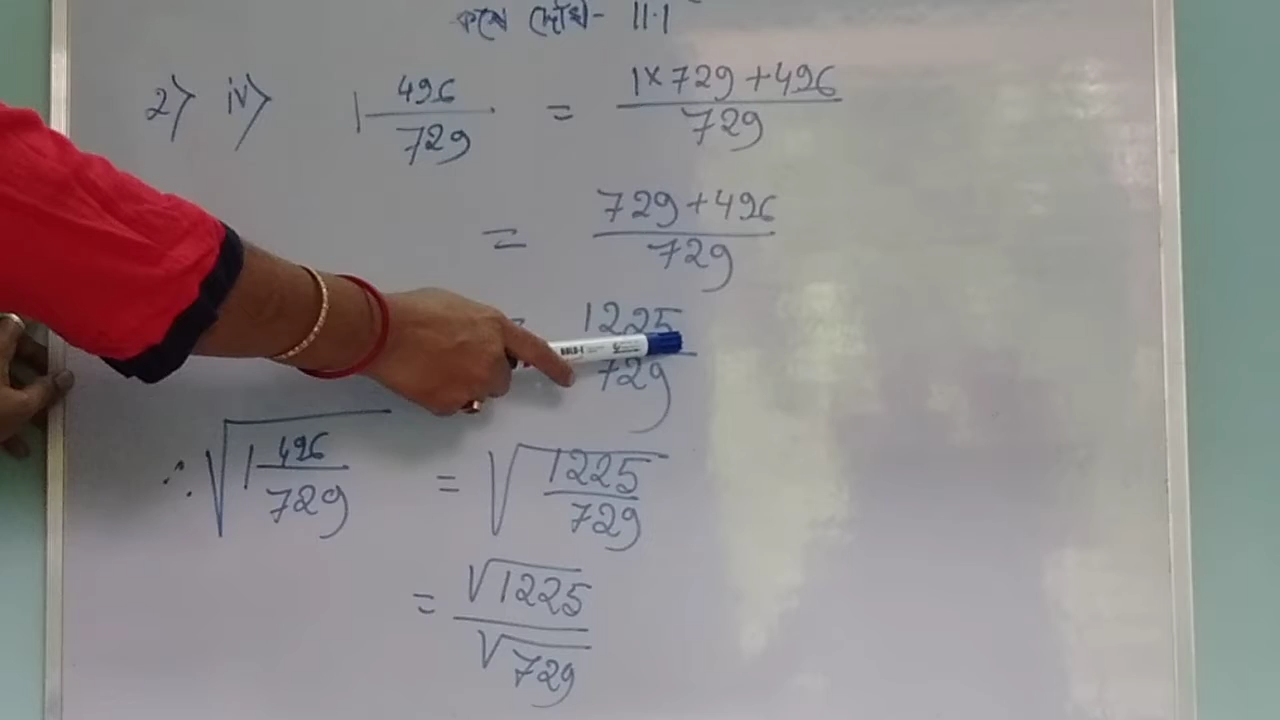 কষে দেখি- 11.1
2> iv> 1 496/729 = 1×729+496/729
= 729+496/729
= 1225/729
∴ √1 496/729 = √1225/729
= √1225/√729